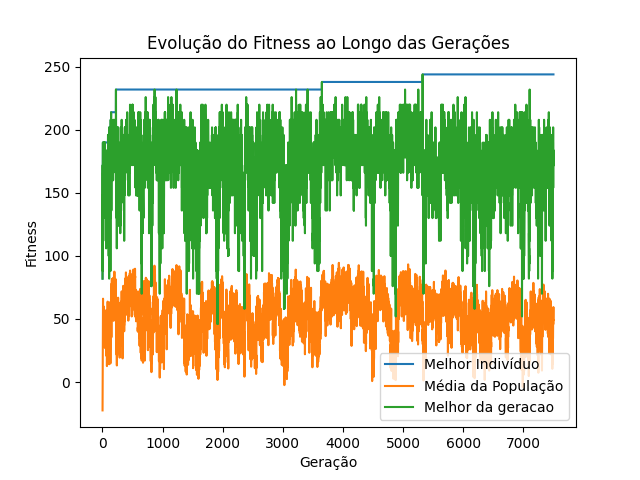 Evolução do Fitness ao Longo das Gerações
Fitness
250
200
150
100
50
0
0 1000 2000 3000 4000 5000 6000 7000
Geração
Melhor Indivíduo
Média da População
Melhor da geracao